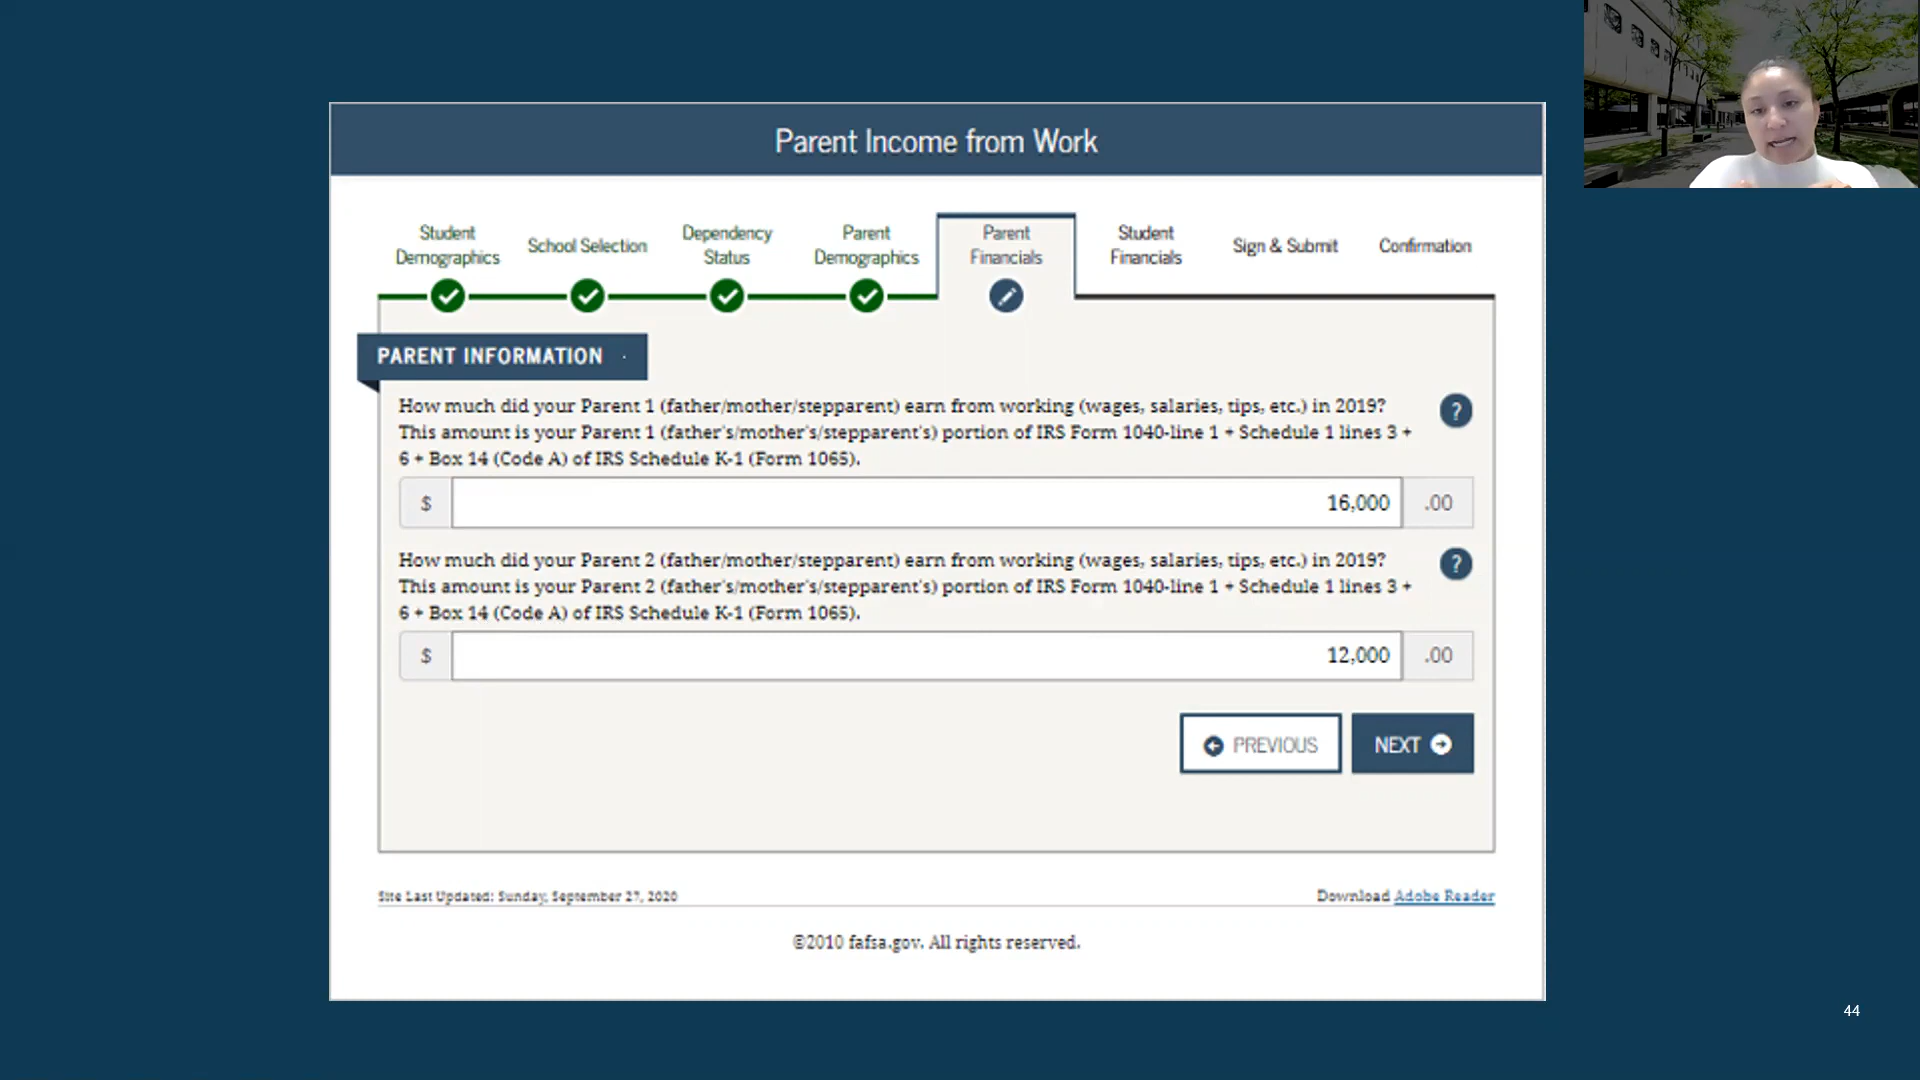 Parent Income from Work
Student
Demographics
School Selection
Dependency
Status
Parent
Demographics
Parent
Financials
Student
Financials
Sign & Submit
Confirmation
PARENT INFORMATION
How much did your Parent 1 (father/mother/stepparent) earn from working (wages, salaries, tips, etc.) in 2019?
This amount is your Parent 1 (father's/mother's/stepparent's) portion of IRS Form 1040-line 1 + Schedule 1 lines 3 +
6 + Box 14 (Code A) of IRS Schedule K-1 (Form 1065).
?
$ 16,000 .00
How much did your Parent 2 (father/mother/stepparent) earn from working (wages, salaries, tips, etc.) in 2019?
This amount is your Parent 2 (father's/mother's/stepparent's) portion of IRS Form 1040-line 1 + Schedule 1 lines 3 +
6 + Box 14 (Code A) of IRS Schedule K-1 (Form 1065).
?
$ 12,000 .00
PREVIOUS
NEXT
Site Last Updated: Sunday, September 27, 2020
Download Adobe Reader
©2010 fafsa.gov. All rights reserved.
44